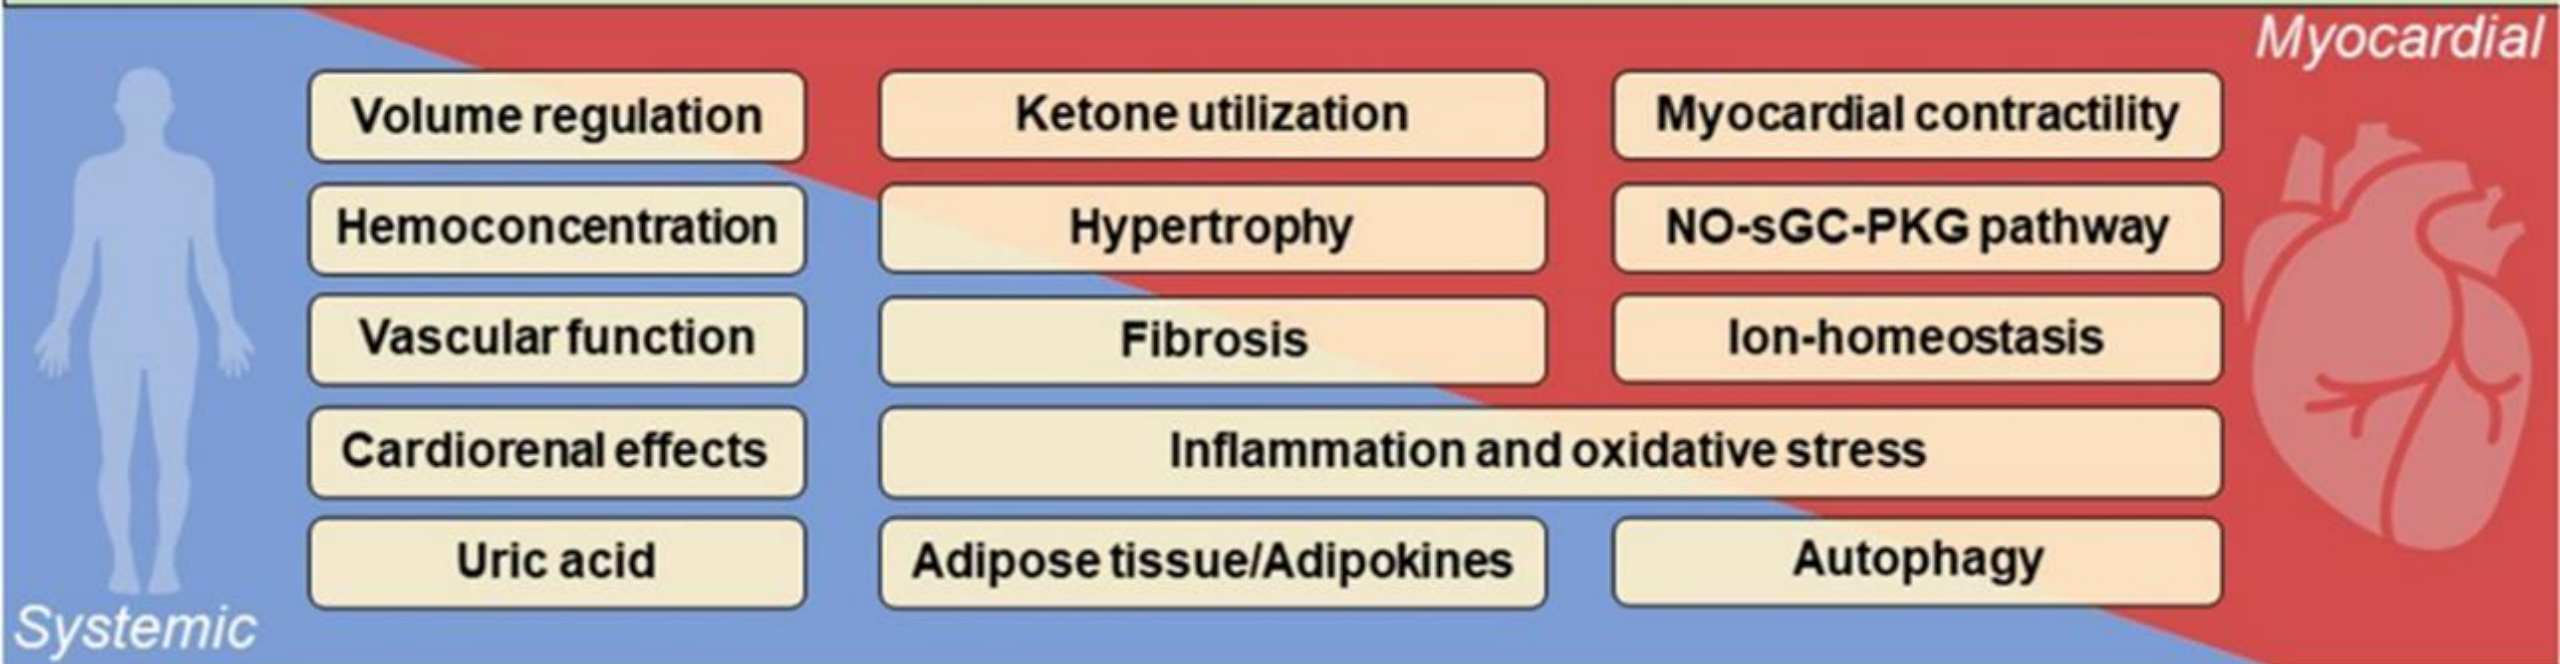 Myocardial
Volume regulation
Ketone utilization
Myocardial contractility
Hemoconcentration
Hypertrophy
NO-sGC-PKG pathway
Vascular function
Fibrosis
Ion-homeostasis
Cardiorenal effects
Inflammation and oxidative stress
Uric acid
Adipose tissue/Adipokines
Autophagy
Systemic